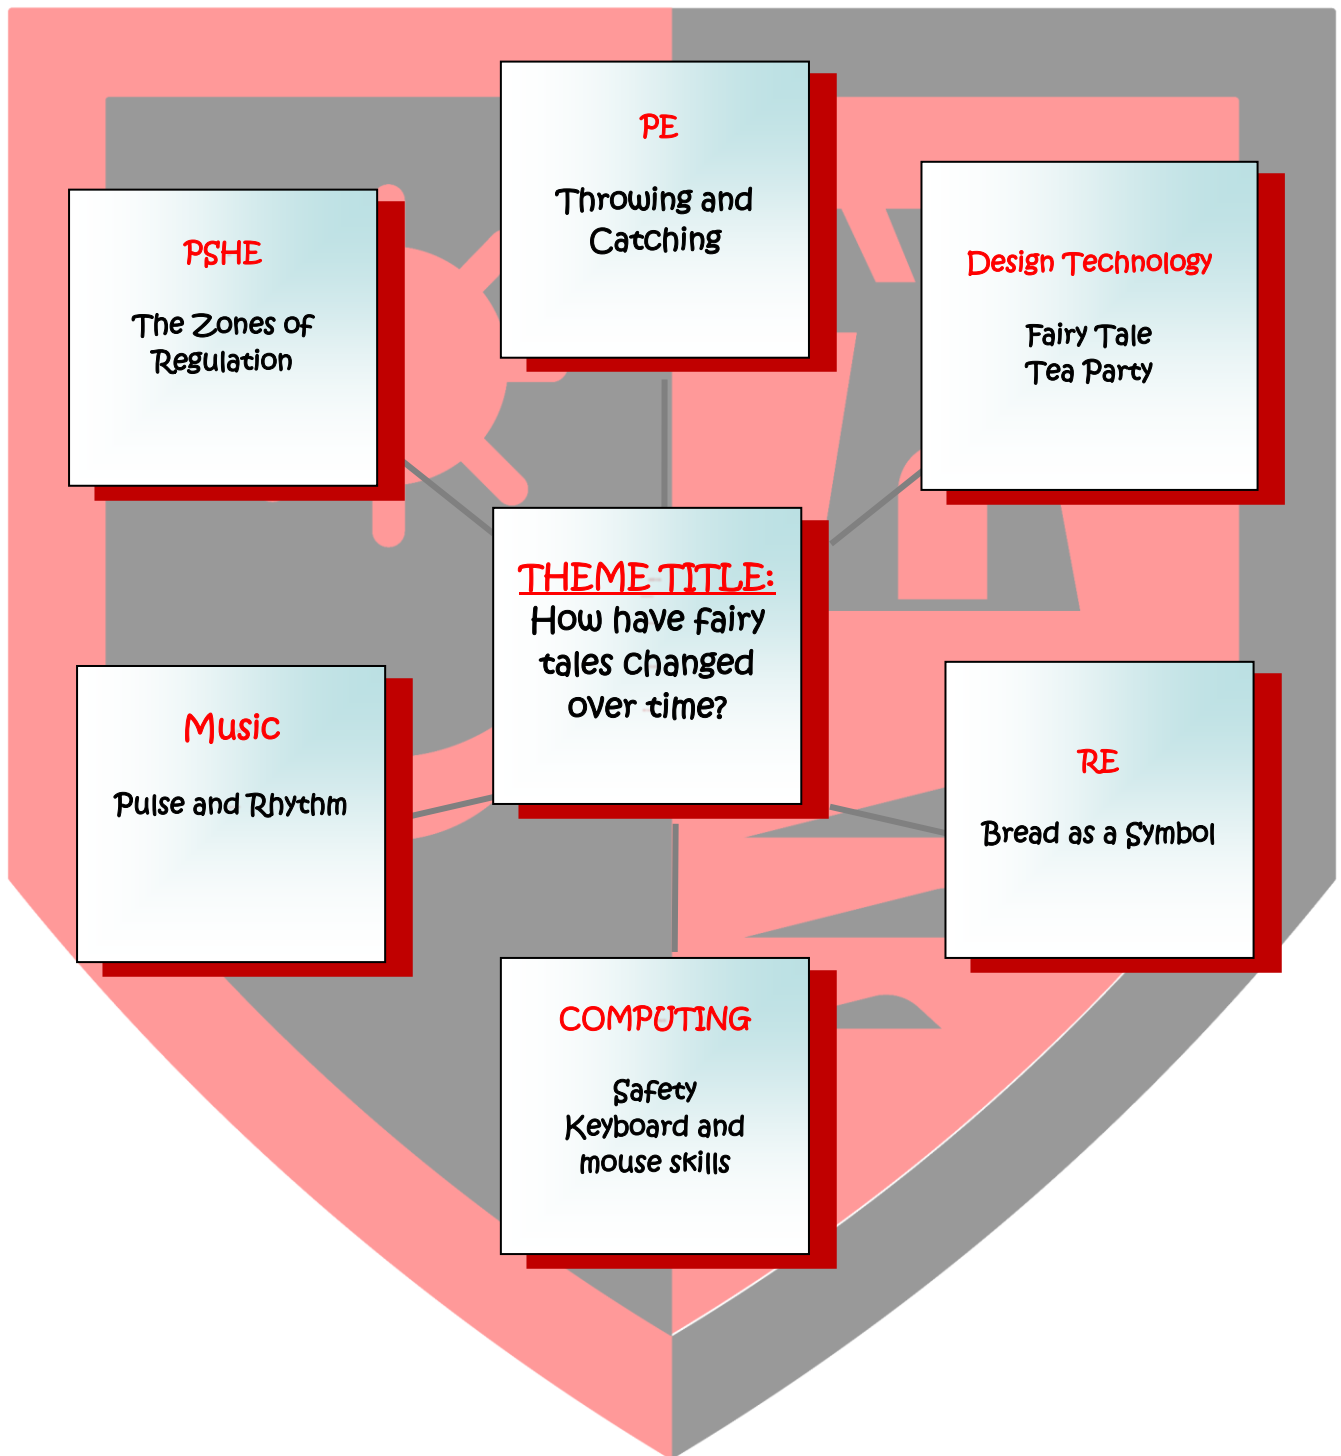 PE
Throwing and
Catching
PSHE
The Zones of
Regulation
Design Technology
Fairy Tale
Tea Party
THEME TITLE:
How have fairy
tales changed
over time?
Music
Pulse and Rhythm
RE
Bread as a Symbol
COMPUTING
Safety
Keyboard and
mouse skills